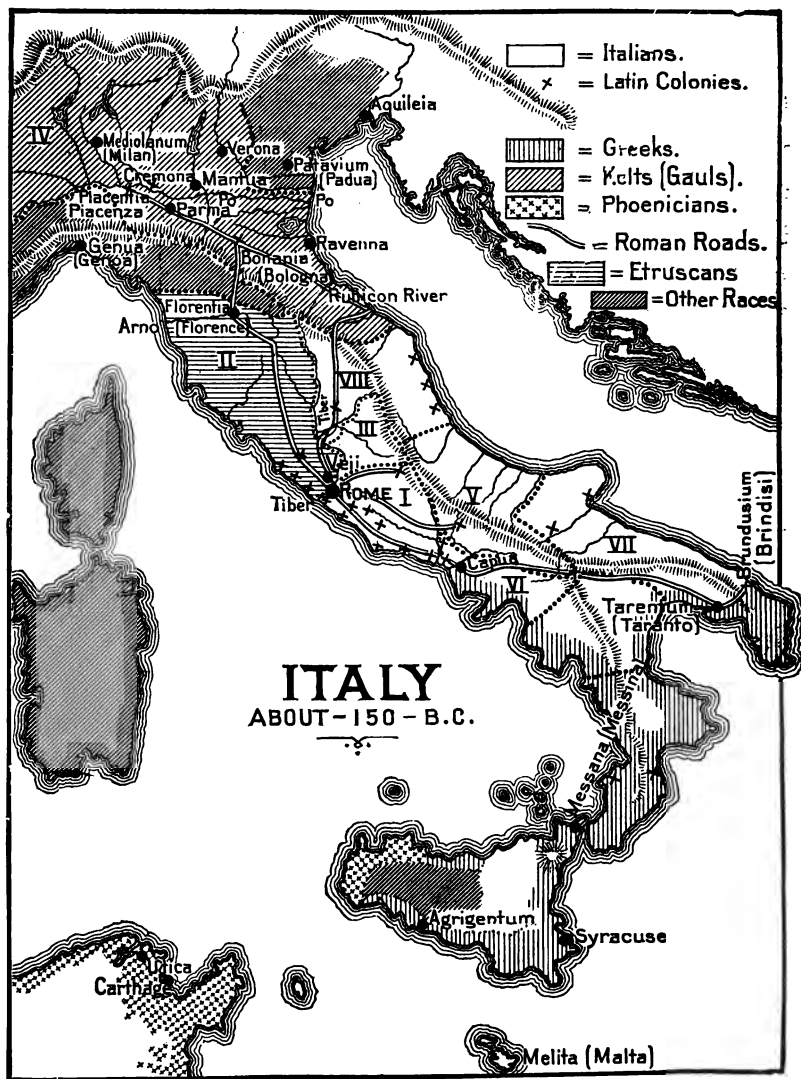 = Italians.
× = Latin Colonies.
= Greeks.
= Kelts (Gauls).
= Phoenicians.
= Roman Roads.
= Etruscans
=Other Races
Aquileia
IV
Mediolanum
(Milan)
Verona
Patavium
(Padua)
Cremona
Mantua
Placentia
Piacenza
Po
Po
Parma
Genua
(Genoa)
Bonania
(Bologna)
Ravenna
Rubicon River
Florentia
Arno
(Florence)
II
VIII
Tiber
III
Veii
ROME
I
Tiber
V
Capua
VI
VII
Brundusium
(Brindisi)
Tarentum
(Taranto)
ITALY
ABOUT-150-B.C.
Messana (Messina)
Agrigentum
Syracuse
Utica
Carthage
Melita (Malta)